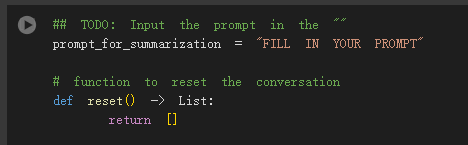 ## TODO: Input the prompt in the ""
prompt_for_summarization = "FILL IN YOUR PROMPT"
# function to reset the conversation
def reset() -> List:
return []